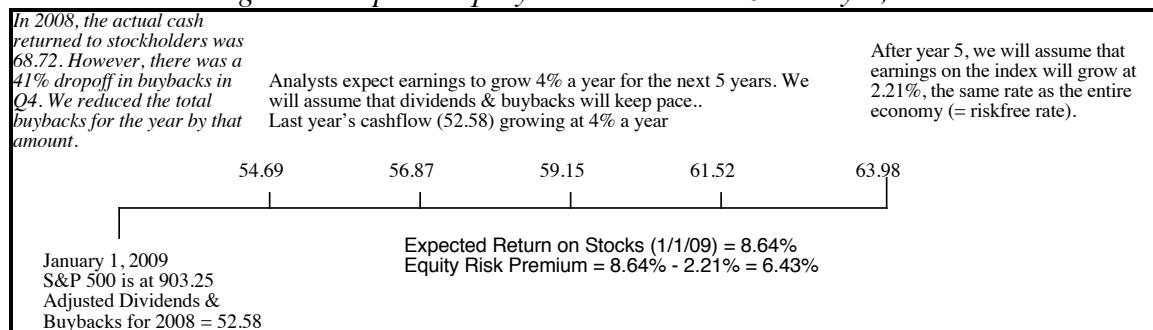 In 2008, the actual cash
returned to stockholders was
68.72. However, there was a
41% dropoff in buybacks in
Q4. We reduced the total
buybacks for the year by that
amount.
Analysts expect earnings to grow 4% a year for the next 5 years. We
will assume that dividends & buybacks will keep pace..
Last year's cashflow (52.58) growing at 4% a year
After year 5, we will assume that
earnings on the index will grow at
2.21%, the same rate as the entire
economy (= riskfree rate).
54.69 56.87 59.15 61.52 63.98
January 1, 2009
S&P 500 is at 903.25
Adjusted Dividends &
Buybacks for 2008 = 52.58
Expected Return on Stocks (1/1/09) = 8.64%
Equity Risk Premium = 8.64% - 2.21% = 6.43%